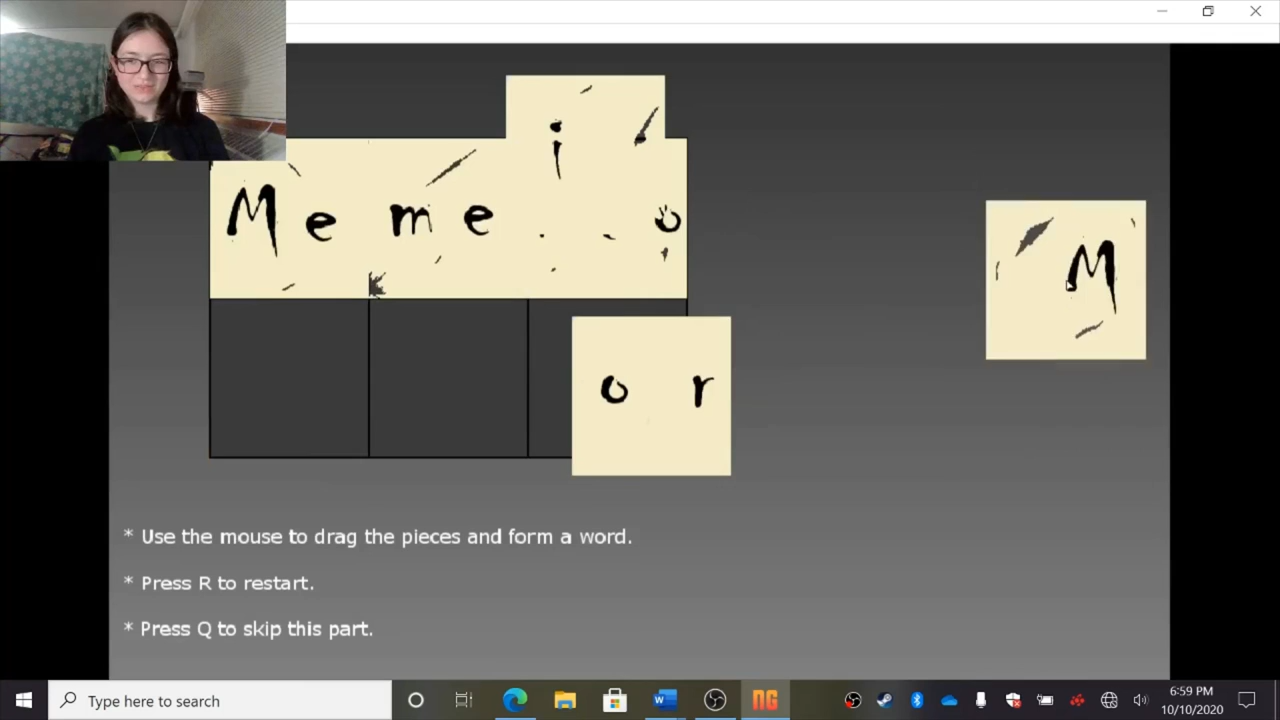 i
M e m e . . o
M
o r
* Use the mouse to drag the pieces and form a word.
* Press R to restart.
* Press Q to skip this part.
Type here to search
W
NG
6:59 PM
10/10/2020